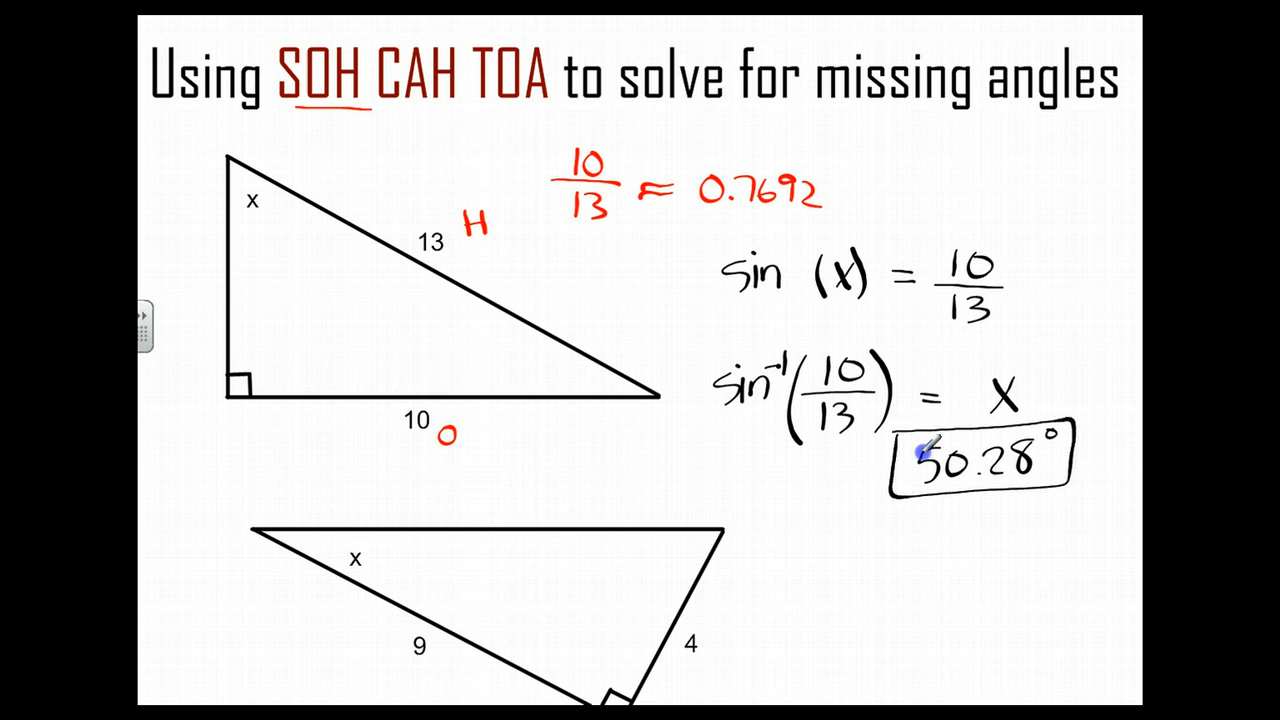 Using SOH CAH TOA to solve for missing angles
x
13 H
10/13 ≈ 0.7692
sin (x) = 10/13
sin⁻¹(10/13) = x
10 O
50.28°
x
9
4